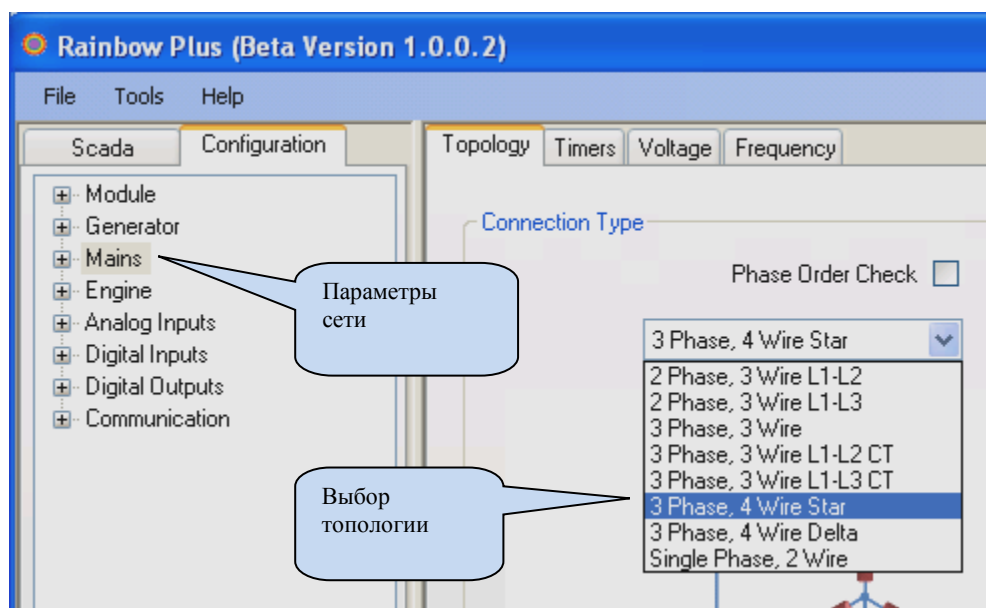 Rainbow Plus (Beta Version 1.0.0.2)
File Tools Help
Scada Configuration
Topology Timers Voltage Frequency
Module
Generator
Mains
Engine
Analog Inputs
Digital Inputs
Digital Outputs
Communication
Параметры
сети
Выбор
топологии
Connection Type
Phase Order Check
3 Phase, 4 Wire Star
2 Phase, 3 Wire L1-L2
2 Phase, 3 Wire L1-L3
3 Phase, 3 Wire
3 Phase, 3 Wire L1-L2 CT
3 Phase, 3 Wire L1-L3 CT
3 Phase, 4 Wire Star
3 Phase, 4 Wire Delta
Single Phase, 2 Wire